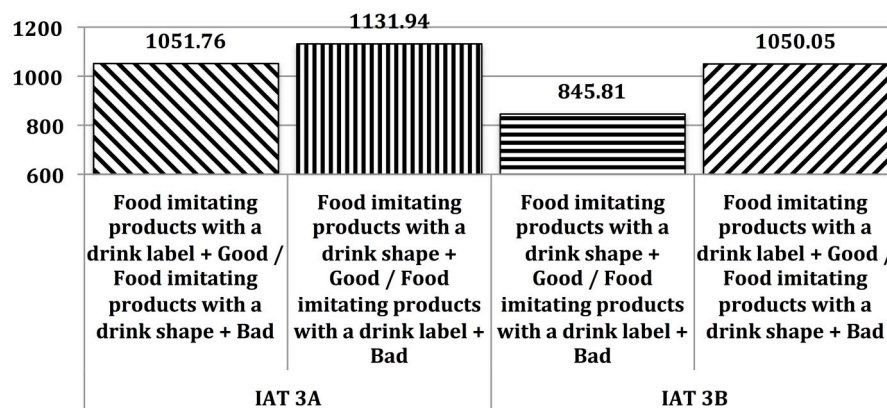 1200
1000
800
600
1051.76
1131.94
845.81
1050.05
Food imitating
products with a
drink label + Good /
Food imitating
products with a
drink shape + Bad
Food imitating
products with a
drink shape +
Good / Food
imitating products
with a drink label +
Bad
Food imitating
products with a
drink shape +
Good / Food
imitating products
with a drink label +
Bad
Food imitating
products with a
drink label + Good /
Food imitating
products with a
drink shape + Bad
IAT 3A
IAT 3B